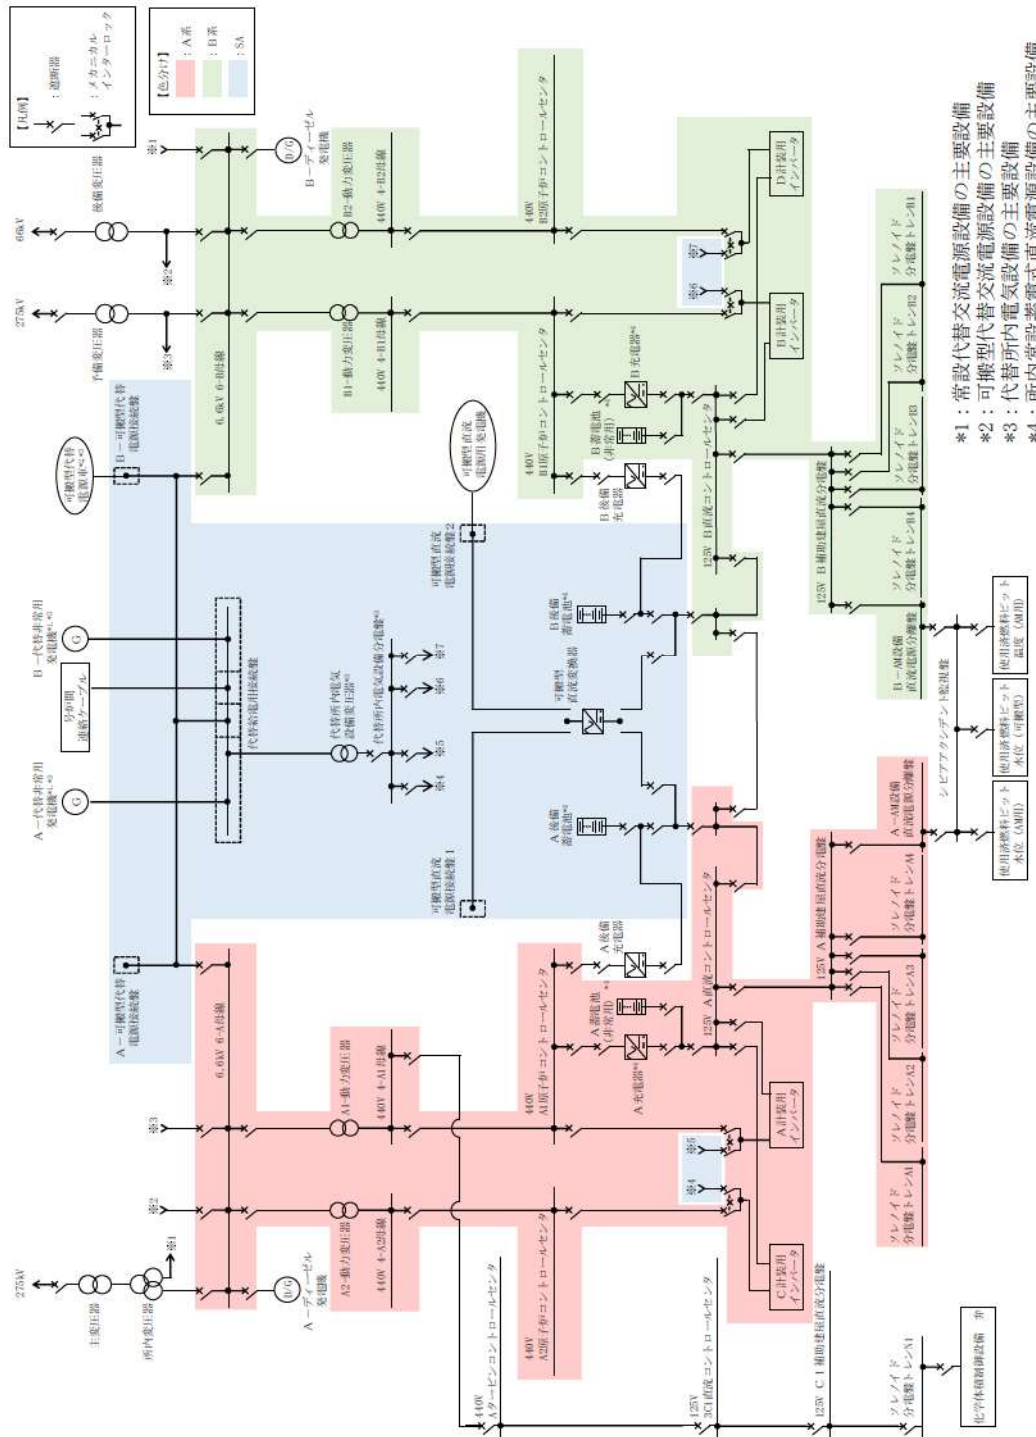 【凡例】
：遮断器
：メカニカル
インターロック
【色分け】
：A系
：B系
：SA
275kV
主変圧器
所内変圧器
※1
※2
※3
6.6kV 6-A母線
D/G
A－ディーゼル
発電機
A2-動力変圧器
440V 4-A2母線
A1-動力変圧器
440V 4-A1母線
440V
A2原子炉コントロールセンタ
440V
A1原子炉コントロールセンタ
440V
Aタービンコントロールセンタ
125V
3C1直流コントロールセンタ
125V C1補助建屋直流分電盤
ソレノイド
分電盤トレンN1
化学体積制御設備 弁
A－可搬型代替
電源接続盤
A－代替非常用
発電機*1,*3
G
号炉間
連絡ケーブル
B－代替非常用
発電機*1,*3
G
可搬型代替
電源車*2,*3
B－可搬型代替
電源接続盤
代替給電用接続盤
代替所内電気
設備変圧器*3
代替所内電気設備分電盤*3
※4
※5
※6
※7
可搬型直流
電源接続盤1
可搬型直流
電源接続盤2
可搬型直流
電源用発電機
可搬型
直流変換器
A後備
蓄電池*4
B後備
蓄電池*4
A後備
充電器
B後備
充電器
A蓄電池*4
(非常用)
A充電器*4
B蓄電池*4
(非常用)
B充電器*4
125V A直流コントロールセンタ
125V B直流コントロールセンタ
※4
※5
※6
※7
C計装用
インバータ
A計装用
インバータ
B計装用
インバータ
D計装用
インバータ
125V A補助建屋直流分電盤
125V B補助建屋直流分電盤
ソレノイド
分電盤トレンA1
ソレノイド
分電盤トレンA2
ソレノイド
分電盤トレンA3
ソレノイド
分電盤トレンA4
A－AM設備
直流電源分離盤
B－AM設備
直流電源分離盤
ソレノイド
分電盤トレンB4
ソレノイド
分電盤トレンB3
ソレノイド
分電盤トレンB2
ソレノイド
分電盤トレンB1
シビアアクシデント監視盤
使用済燃料ピット
水位（AM用）
使用済燃料ピット
水位（可搬型）
使用済燃料ピット
温度（AM用）
275kV
予備変圧器
※3
66kV
後備変圧器
※2
※1
6.6kV 6-B母線
D/G
B－ディーゼル
発電機
B1-動力変圧器
440V 4-B1母線
B2-動力変圧器
440V 4-B2母線
440V
B1原子炉コントロールセンタ
440V
B2原子炉コントロールセンタ
*1：常設代替交流電源設備の主要設備
*2：可搬型代替交流電源設備の主要設備
*3：代替所内電気設備の主要設備
*4：所内常設蓄電式直流電源設備の主要設備